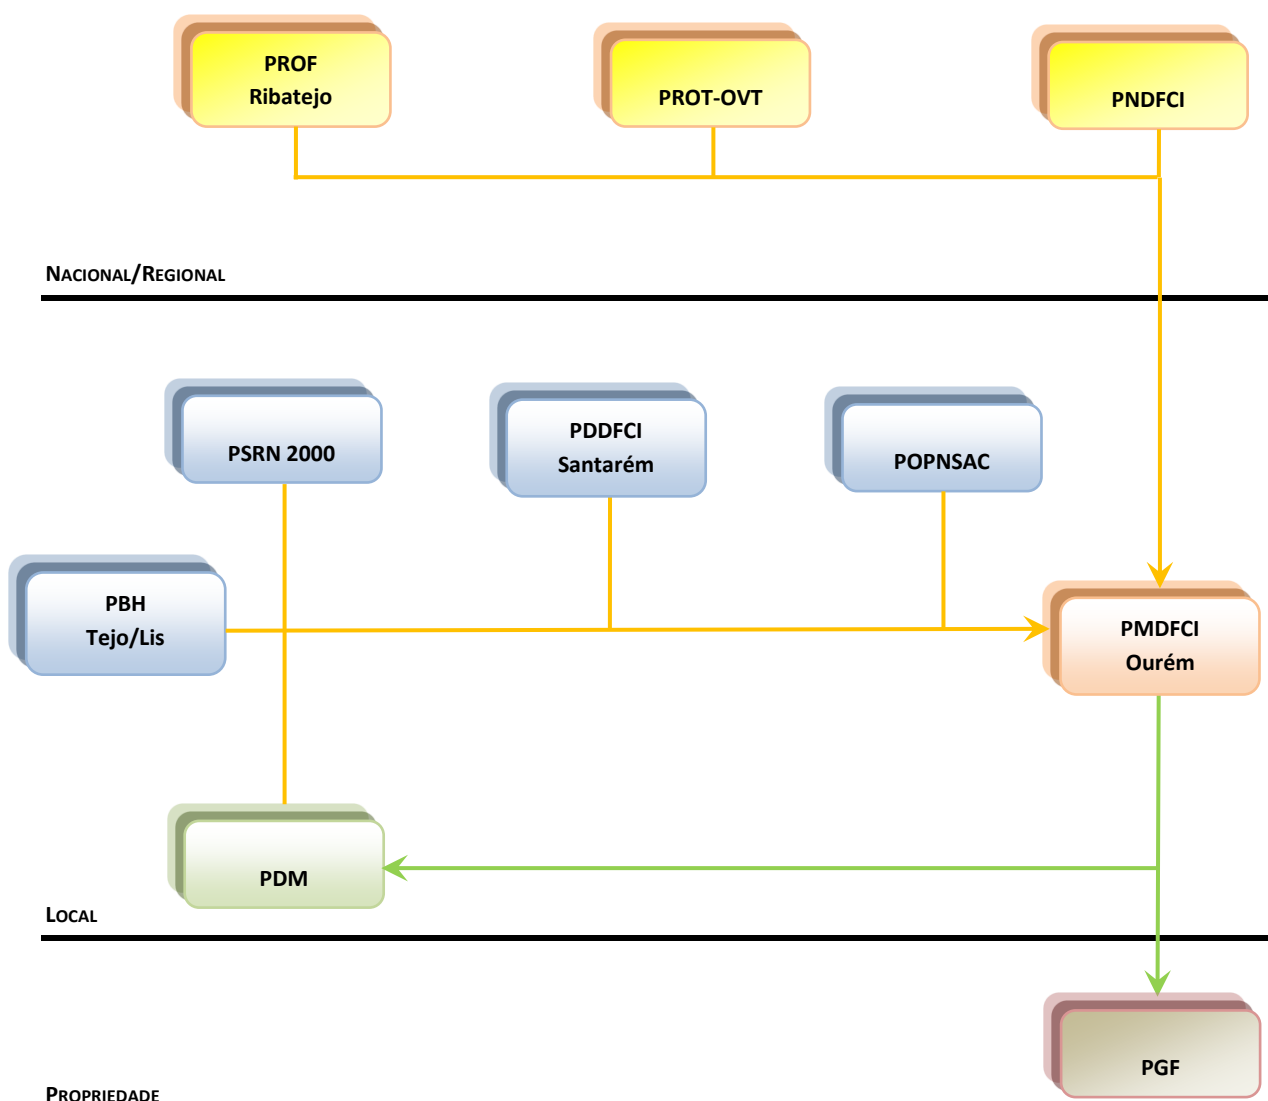 PROF
Ribatejo
PROT-OVT
PNDFCI
NACIONAL/REGIONAL
PSRN 2000
PDDFCI
Santarém
POPNSAC
PBH
Tejo/Lis
PMDFCI
Ourém
PDM
LOCAL
PGF
PROPRIEDADE